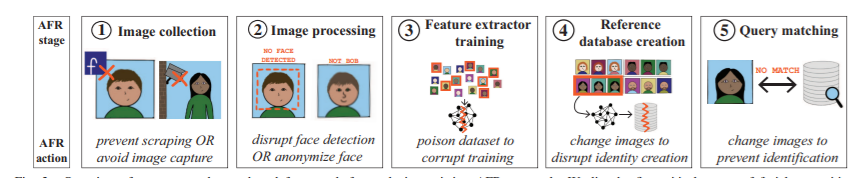 AFR stage
1 Image collection
2 Image processing
3 Feature extractor training
4 Reference database creation
5 Query matching
f
NO FACE DETECTED
NOT BOB
NO MATCH
AFR action
prevent scraping OR avoid image capture
disrupt face detection OR anonymize face
poison dataset to corrupt training
change images to disrupt identity creation
change images to prevent identification